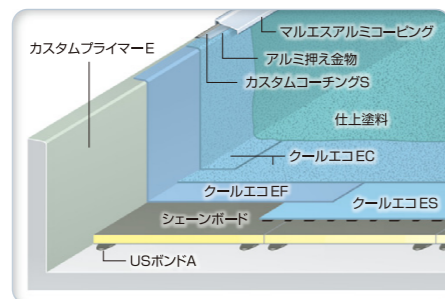 マルエスアルミコーピング
カスタムプライマーE
アルミ押え金物
カスタムコーチングS
仕上塗料
クールエコEC
クールエコEF
クールエコES
シェーンボード
USボンドA